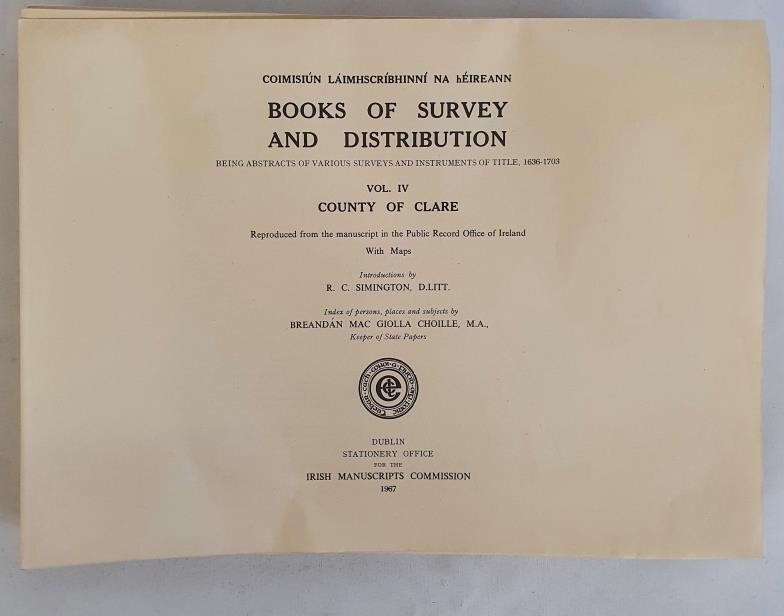 COIMISIÚN LÁIMHSCRÍBHINNÍ NA hÉIREANN
BOOKS OF SURVEY
AND DISTRIBUTION
BEING ABSTRACTS OF VARIOUS SURVEYS AND INSTRUMENTS OF TITLE, 1636-1703
VOL. IV
COUNTY OF CLARE
Reproduced from the manuscript in the Public Record Office of Ireland
With Maps
Introductions by
R. C. SIMINGTON, D.LITT.
Index of persons, places and subjects by
BREANDÁN MAC GIOLLA CHOILLE, M.A.,
Keeper of State Papers
DUBLIN
STATIONERY OFFICE
FOR THE
IRISH MANUSCRIPTS COMMISSION
1967